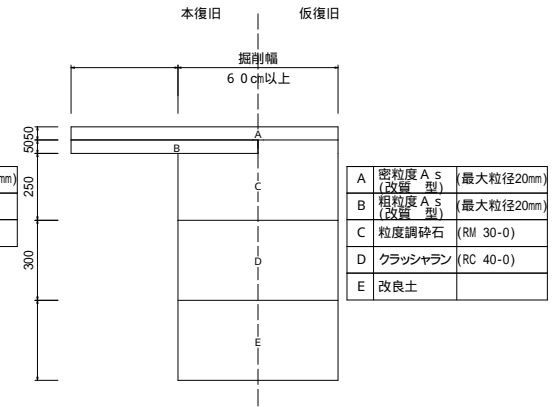 本復旧 仮復旧
掘削幅
60cm以上
50
50
250
300
A
B
C
D
E
mm)
A 密粒度As (改質 型) (最大粒径20mm)
B 粗粒度As (改質 型) (最大粒径20mm)
C 粒度調砕石 (RM 30-0)
D クラッシャラン (RC 40-0)
E 改良土